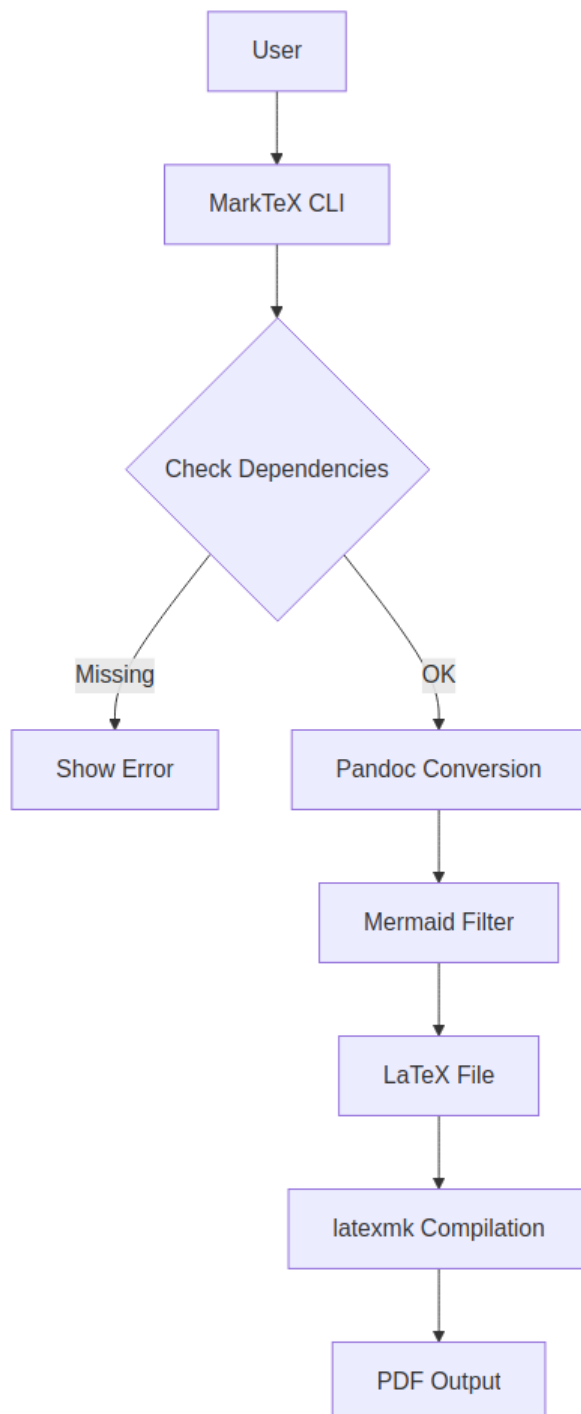 User
MarkTeX CLI
Check Dependencies
Missing
OK
Show Error
Pandoc Conversion
Mermaid Filter
LaTeX File
latexmk Compilation
PDF Output